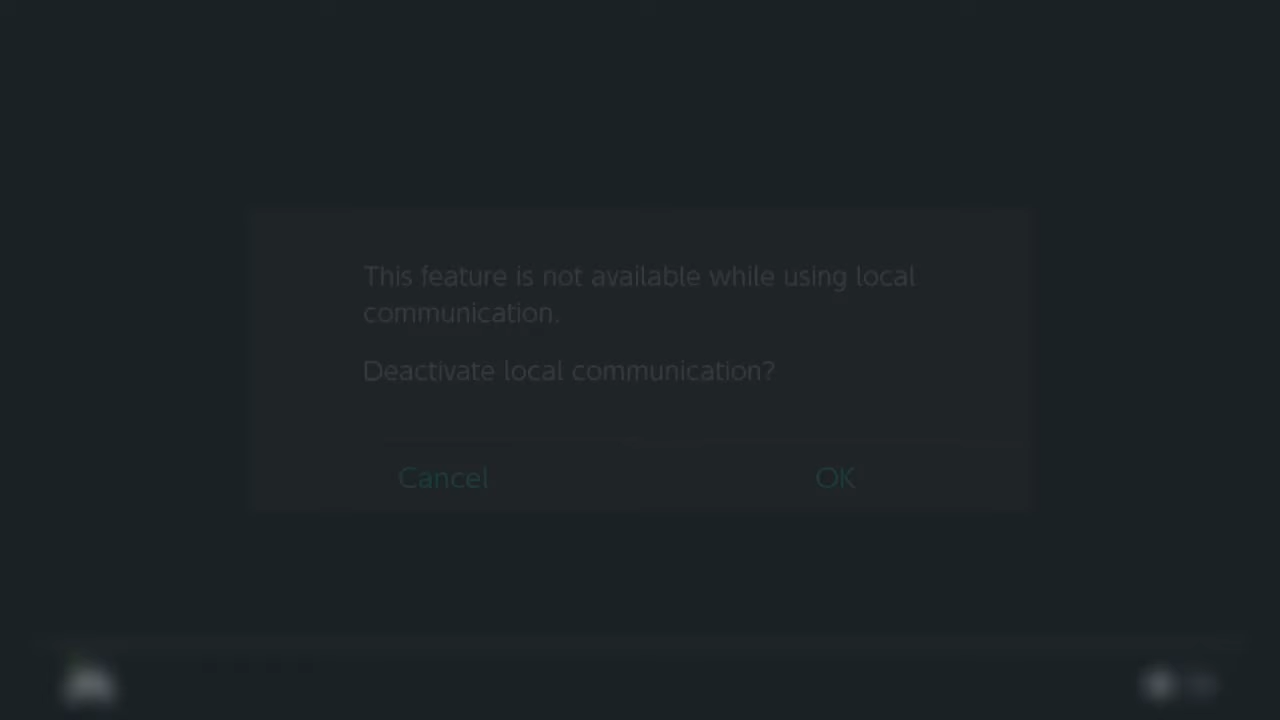 This feature is not available while using local
communication.
Deactivate local communication?
Cancel
OK